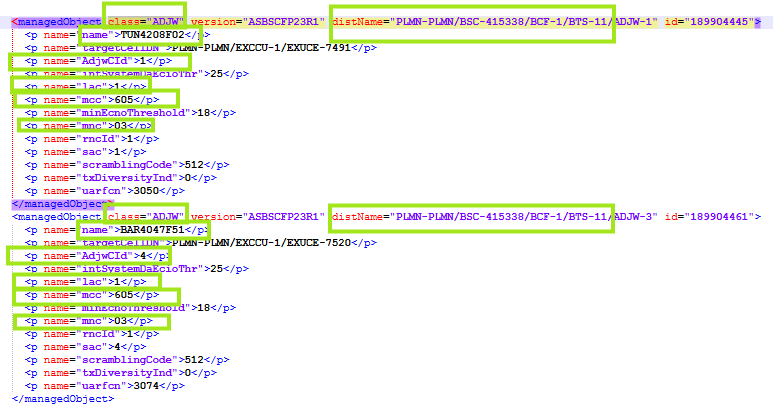 <managedObject class="ADJW" version="ASBSCFP23R1" distName="PLMN-PLMN/BSC-415338/BCF-1/BTS-11/ADJW-1" id="189904445">
<p name="name">TUN4208F02</p>
<p name="targetCellDN">PLMN-PLMN/EXCCU-1/EXUCE-7491</p>
<p name="AdjwCId">1</p>
<p name="intSystemDaEcioThr">25</p>
<p name="lac">1</p>
<p name="mcc">605</p>
<p name="minEcnoThreshold">18</p>
<p name="mnc">03</p>
<p name="rncId">1</p>
<p name="sac">1</p>
<p name="scramblingCode">512</p>
<p name="txDiversityInd">0</p>
<p name="uarfcn">3050</p>
</managedObject>
<managedObject class="ADJW" version="ASBSCFP23R1" distName="PLMN-PLMN/BSC-415338/BCF-1/BTS-11/ADJW-3" id="189904461">
<p name="name">BAR4047F51</p>
<p name="targetCellDN">PLMN-PLMN/EXCCU-1/EXUCE-7520</p>
<p name="AdjwCId">4</p>
<p name="intSystemDaEcioThr">25</p>
<p name="lac">1</p>
<p name="mcc">605</p>
<p name="minEcnoThreshold">18</p>
<p name="mnc">03</p>
<p name="rncId">1</p>
<p name="sac">4</p>
<p name="scramblingCode">512</p>
<p name="txDiversityInd">0</p>
<p name="uarfcn">3074</p>
</managedObject>